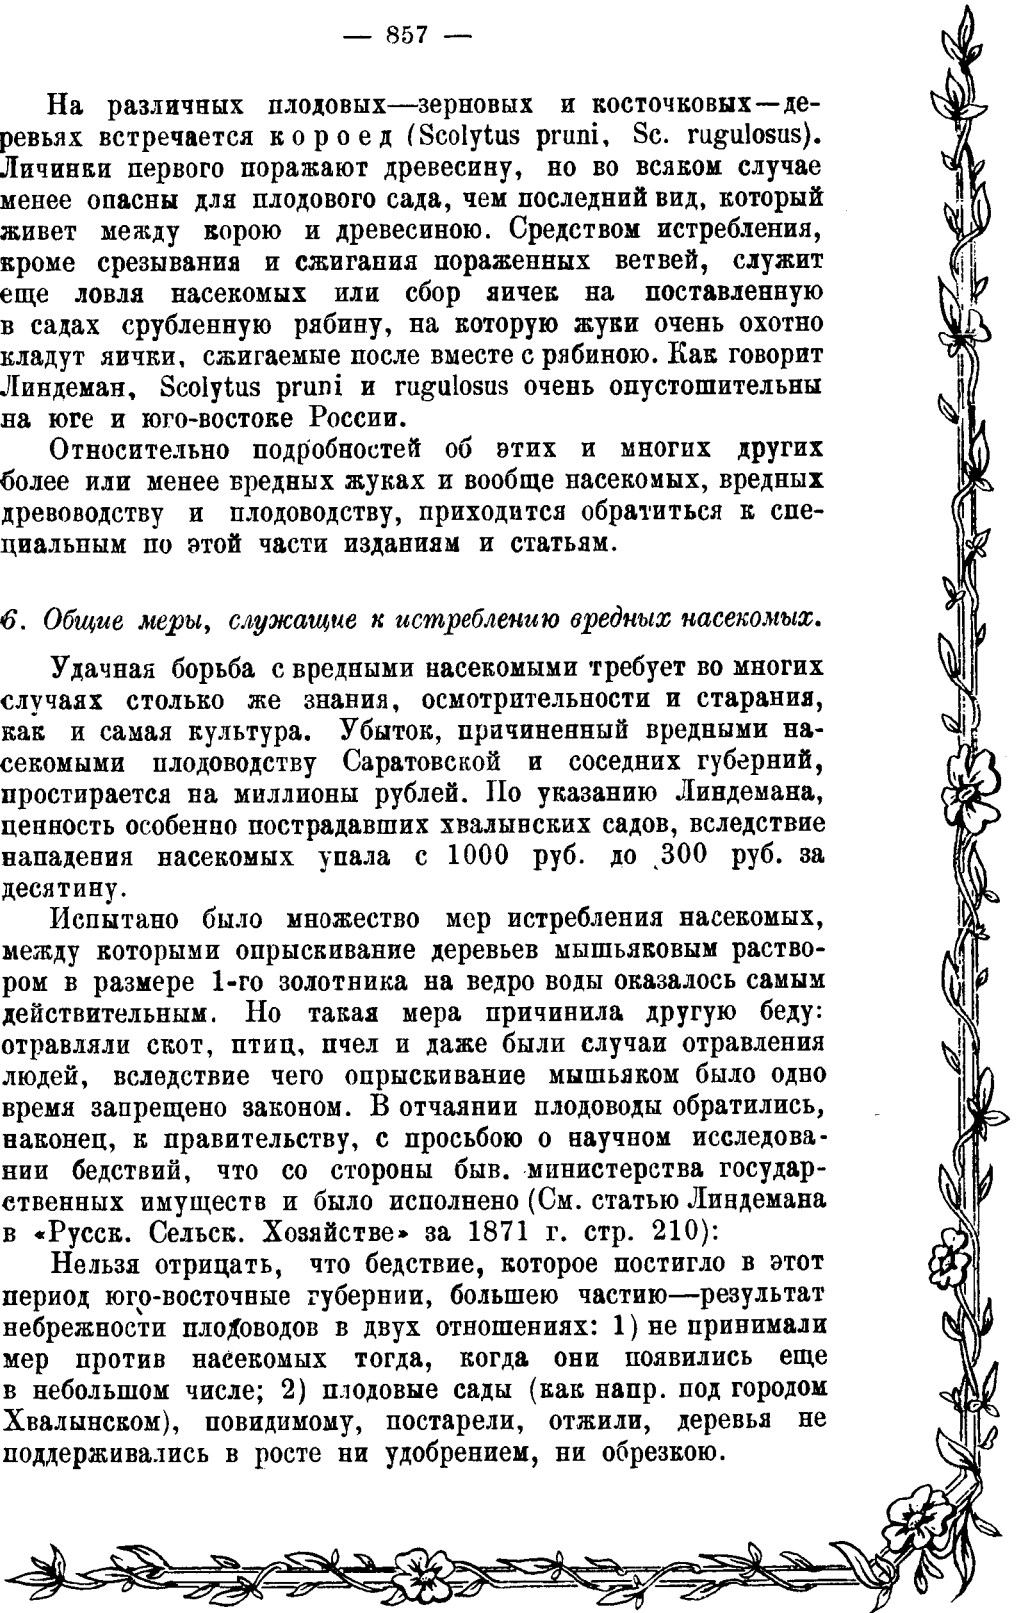 — 857 —
На различных плодовых—зерновых и косточковых—де-
ревьях встречается короед (Scolytus pruni, Sc. rugulosus).
Личинки первого поражают древесину, но во всяком случае
менее опасны для плодового сада, чем последний вид, который
живет между корою и древесиною. Средством истребления,
кроме срезывания и сжигания пораженных ветвей, служит
еще ловля насекомых или сбор яичек на поставленную
в садах срубленную рябину, на которую жуки очень охотно
кладут яички, сжигаемые после вместе с рябиною. Как говорит
Линдеман, Scolytus pruni и rugulosus очень опустошительны
на юге и юго-востоке России.
Относительно подробностей об этих и многих других
более или менее вредных жуках и вообще насекомых, вредных
древоводству и плодоводству, приходится обратиться к спе-
циальным по этой части изданиям и статьям.
6. Общие меры, служащие к истреблению вредных насекомых.
Удачная борьба с вредными насекомыми требует во многих
случаях столько же знания, осмотрительности и старания,
как и самая культура. Убыток, причиненный вредными на-
секомыми плодоводству Саратовской и соседних губерний,
простирается на миллионы рублей. По указанию Линдемана,
ценность особенно пострадавших хвалынских садов, вследствие
нападения насекомых упала с 1000 руб. до 300 руб. за
десятину.
Испытано было множество мер истребления насекомых,
между которыми опрыскивание деревьев мышьяковым раство-
ром в размере 1-го золотника на ведро воды оказалось самым
действительным. Но такая мера причинила другую беду:
отравляли скот, птиц, пчел и даже были случаи отравления
людей, вследствие чего опрыскивание мышьяком было одно
время запрещено законом. В отчаянии плодоводы обратились,
наконец, к правительству, с просьбою о научном исследова-
нии бедствий, что со стороны быв. министерства государ-
ственных имуществ и было исполнено (См. статью Линдемана
в «Русск. Сельск. Хозяйстве» за 1871 г. стр. 210):
Нельзя отрицать, что бедствие, которое постигло в этот
период юго-восточные губернии, большею частию—результат
небрежности плодоводов в двух отношениях: 1) не принимали
мер против насекомых тогда, когда они появились еще
в небольшом числе; 2) плодовые сады (как напр. под городом
Хвалынском), повидимому, постарели, отжили, деревья не
поддерживались в росте ни удобрением, ни обрезкою.